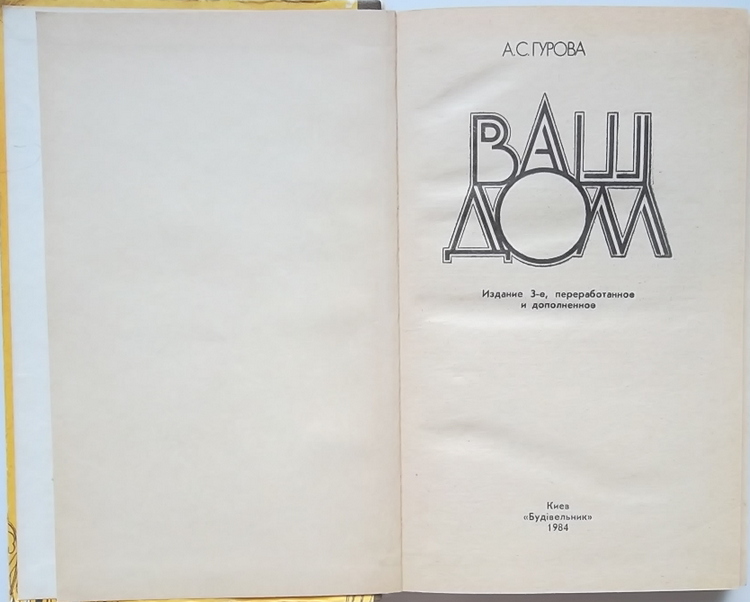 А.С.ГУРОВА
ВАШ
ДОМ
Издание 3-е, переработанное
и дополненное
Киев
«Будівельник»
1984